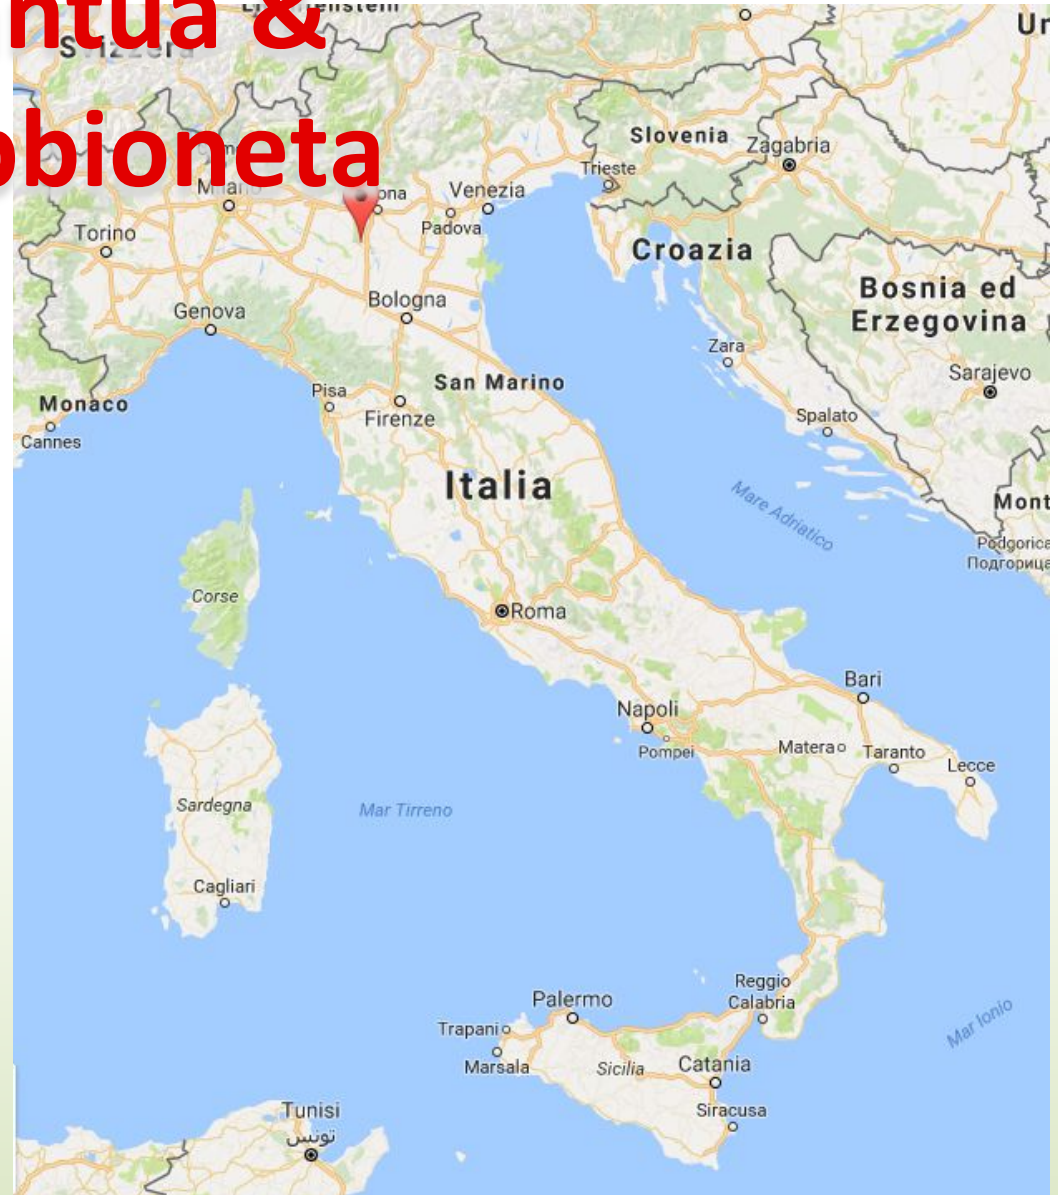 ntua &
bbioneta
Slovenia
Zagabria
Trieste
Venezia
Padova
Torino
Croazia
Bosnia ed
Erzegovina
Genova
Bologna
Zara
Sarajevo
San Marino
Pisa
Firenze
Monaco
Cannes
Spalato
Italia
Mare Adriatico
Mont
Podgorica
Подгорица
Corse
Roma
Bari
Napoli
Pompei
Matera
Taranto
Lecce
Sardegna
Mar Tirreno
Cagliari
Reggio
Calabria
Palermo
Mar Ionio
Trapani
Marsala
Sicilia
Catania
Siracusa
Tunisi
تونس